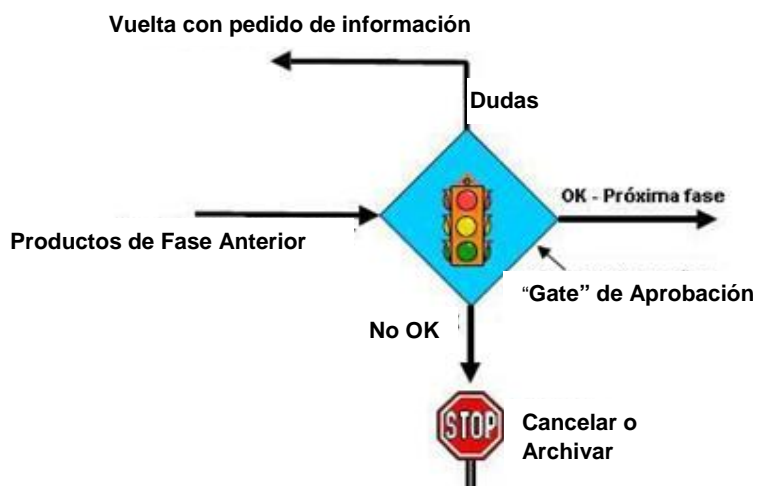 Vuelta con pedido de información
Dudas
OK - Próxima fase
Productos de Fase Anterior
“Gate” de Aprobación
No OK
STOP
Cancelar o
Archivar